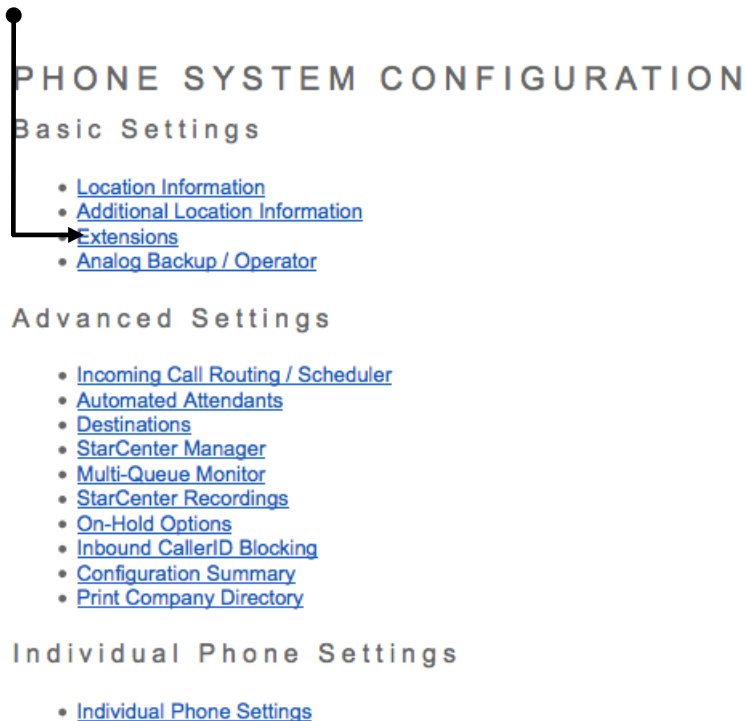 PHONE SYSTEM CONFIGURATION
Basic Settings
Location Information
Additional Location Information
Extensions
Analog Backup / Operator
Advanced Settings
Incoming Call Routing / Scheduler
Automated Attendants
Destinations
StarCenter Manager
Multi-Queue Monitor
StarCenter Recordings
On-Hold Options
Inbound CallerID Blocking
Configuration Summary
Print Company Directory
Individual Phone Settings
Individual Phone Settings